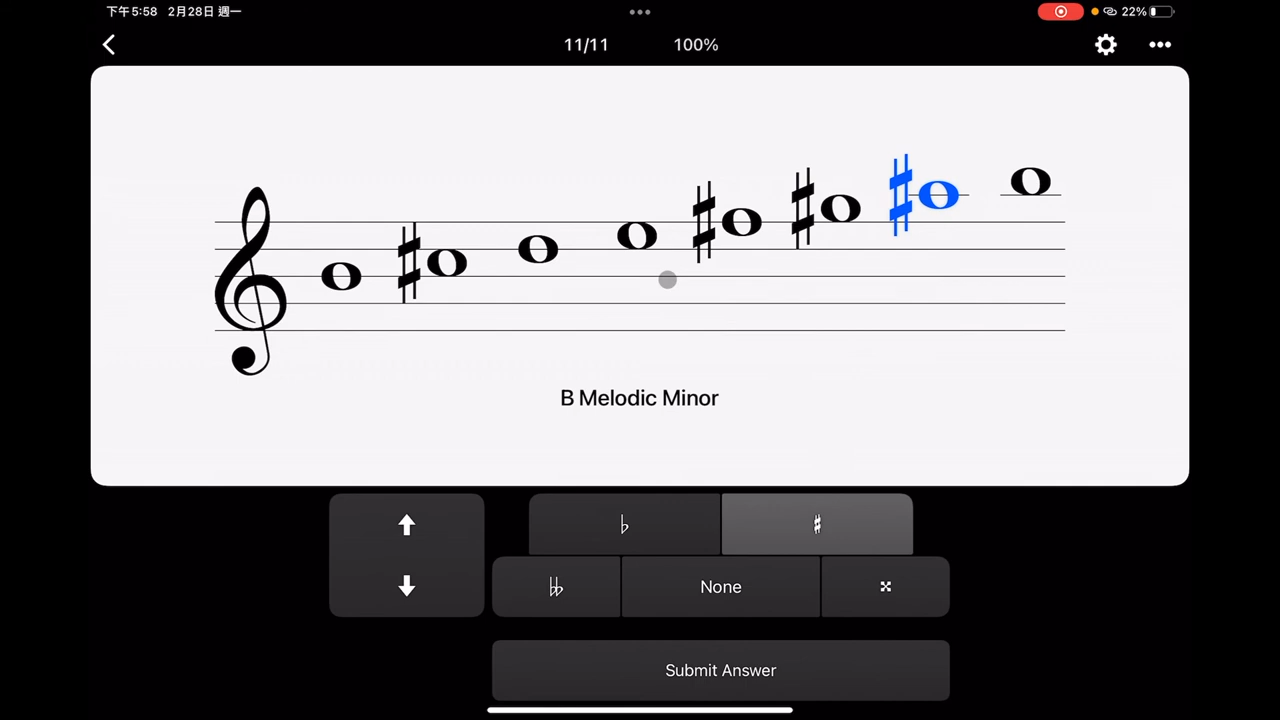 下午5:58 2月28日 週一
22%
11/11
100%
B Melodic Minor
None
Submit Answer